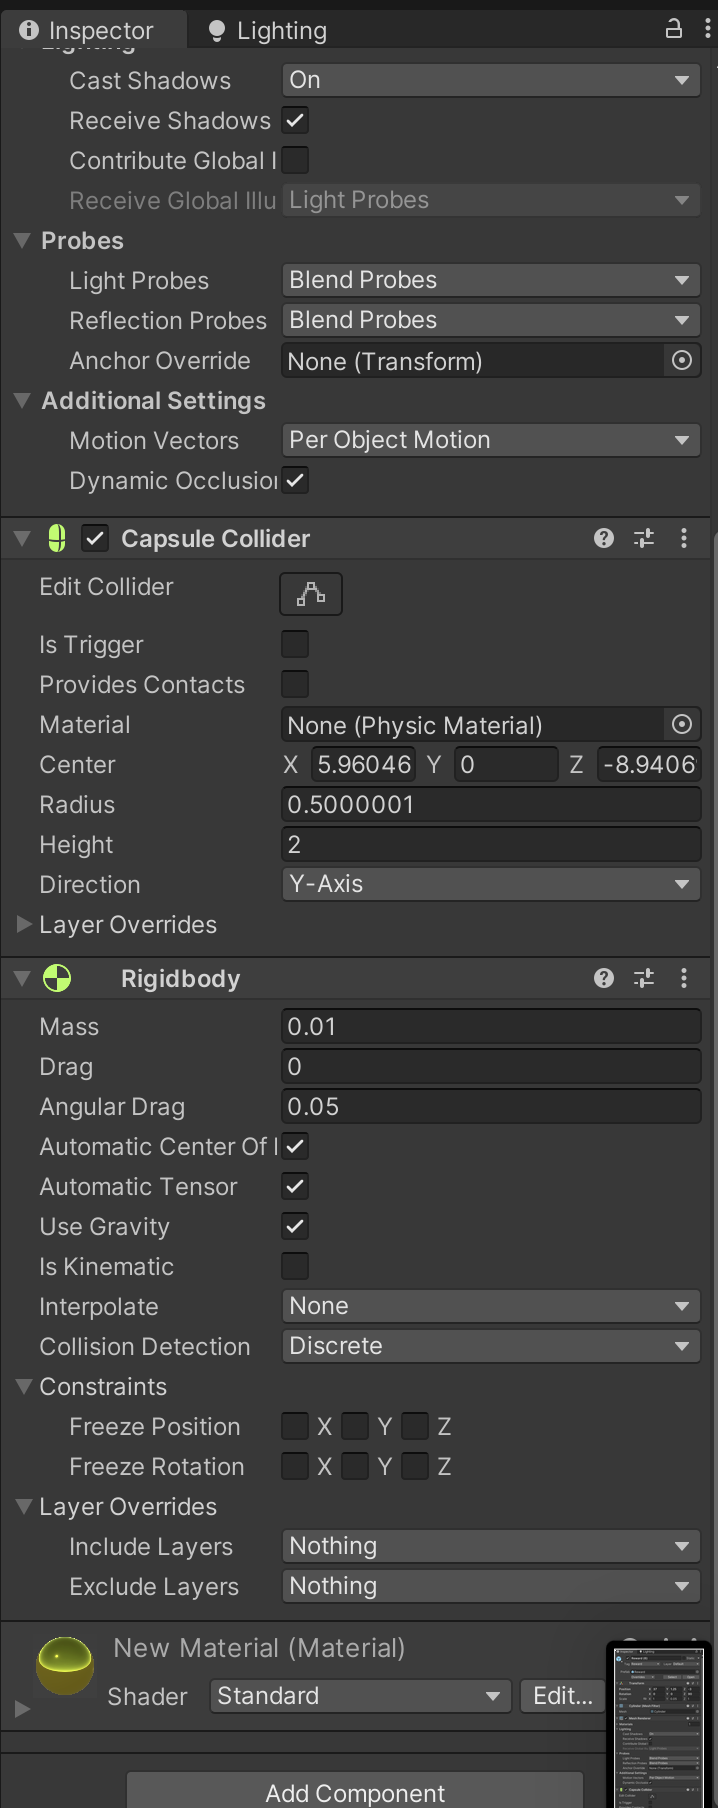 Inspector Lighting
Lighting
Cast Shadows On
Receive Shadows
Contribute Global I
Receive Global Illu Light Probes
Probes
Light Probes Blend Probes
Reflection Probes Blend Probes
Anchor Override None (Transform)
Additional Settings
Motion Vectors Per Object Motion
Dynamic Occlusion
Capsule Collider
Edit Collider
Is Trigger
Provides Contacts
Material None (Physic Material)
Center X 5.96046 Y 0 Z -8.9406
Radius 0.5000001
Height 2
Direction Y-Axis
Layer Overrides
Rigidbody
Mass 0.01
Drag 0
Angular Drag 0.05
Automatic Center Of
Automatic Tensor
Use Gravity
Is Kinematic
Interpolate None
Collision Detection Discrete
Constraints
Freeze Position X Y Z
Freeze Rotation X Y Z
Layer Overrides
Include Layers Nothing
Exclude Layers Nothing
New Material (Material)
Shader Standard Edit...
Add Component